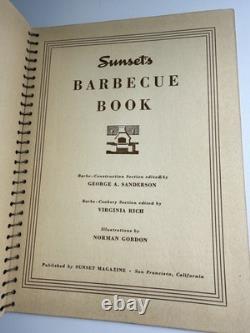 Sunset's
BARBECUE
BOOK
Barbe-Construction Section edited by
GEORGE A. SANDERSON
Barbe-Cookery Section edited by
VIRGINIA RICH
Illustrations by
NORMAN GORDON
Published by SUNSET MAGAZINE - San Francisco, California
© 111